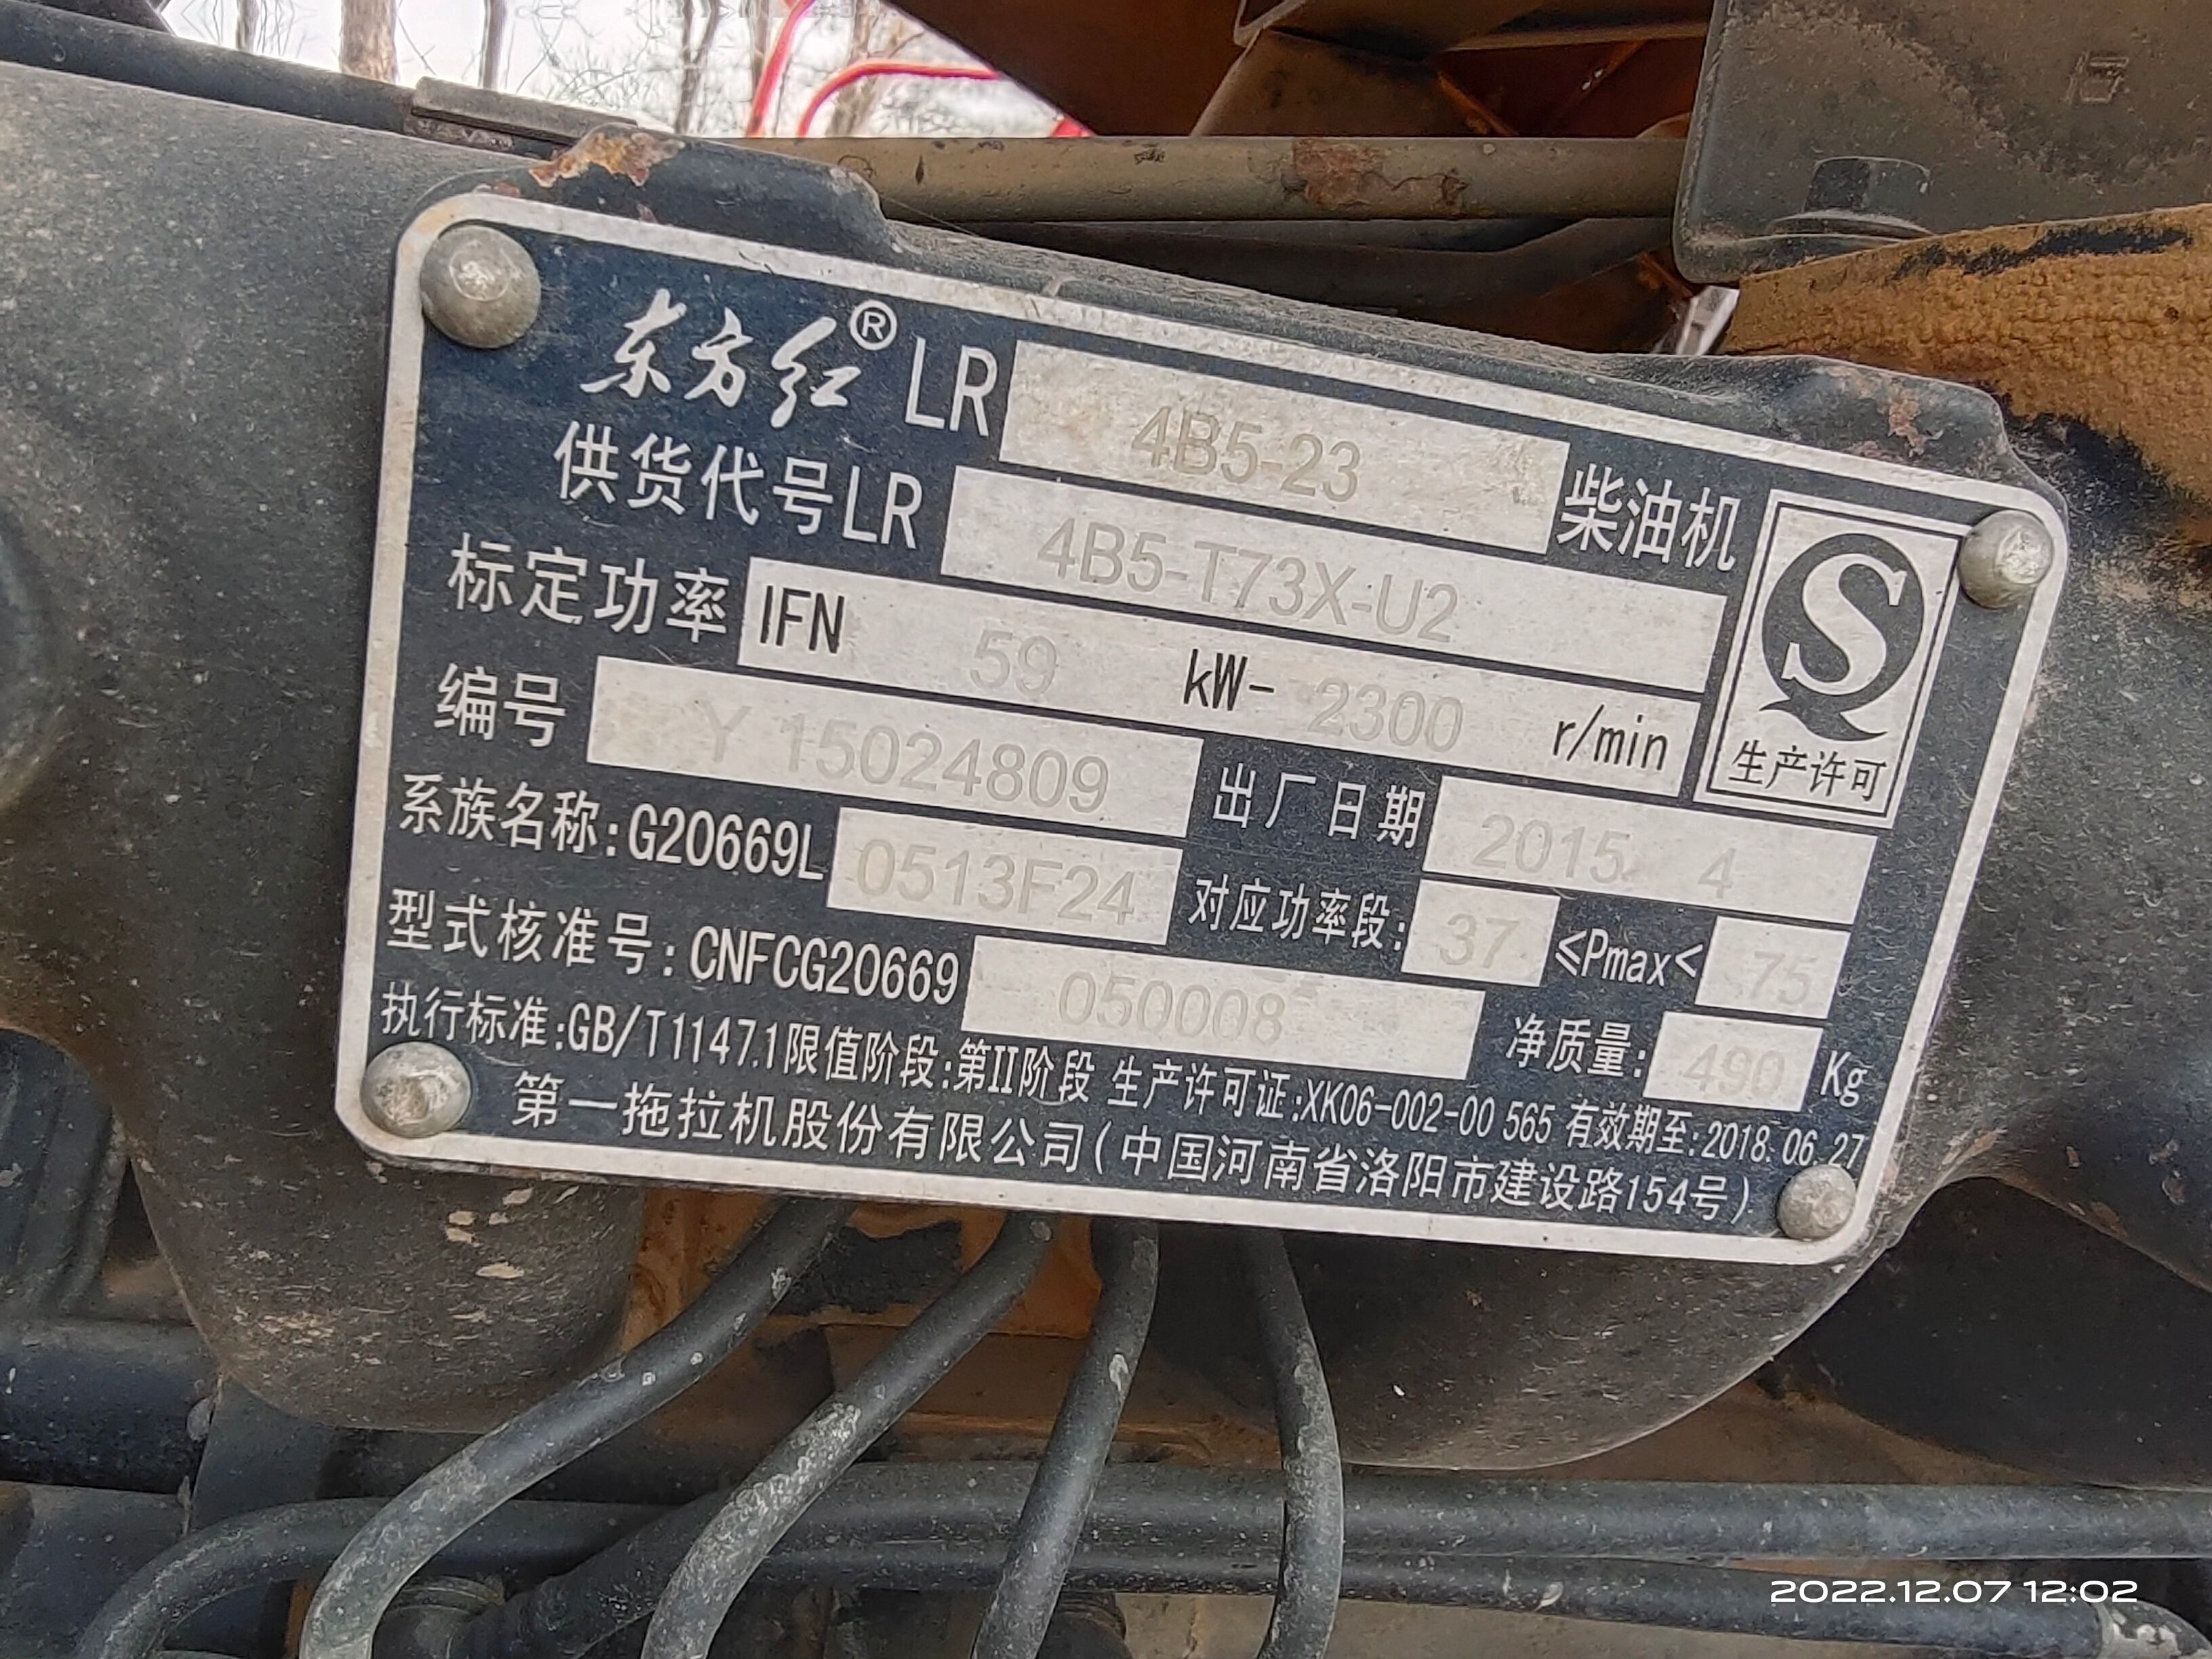 东方红® LR 4B5-23 柴油机
供货代号LR 4B5-T73X-U2
标定功率 IFN 59 kW- 2300 r/min
生产许可
编号 Y 15024809 出厂日期 2015. 4
系族名称:G20669L 0513F24 对应功率段: 37 ≤Pmax< 75
型式核准号:CNFCG20669 050008 净质量: 490 Kg
执行标准:GB/T1147.1限值阶段:第II阶段 生产许可证:XK06-002-00 565 有效期至:2018.06.27
第一拖拉机股份有限公司(中国河南省洛阳市建设路154号)
2022.12.07 12:02